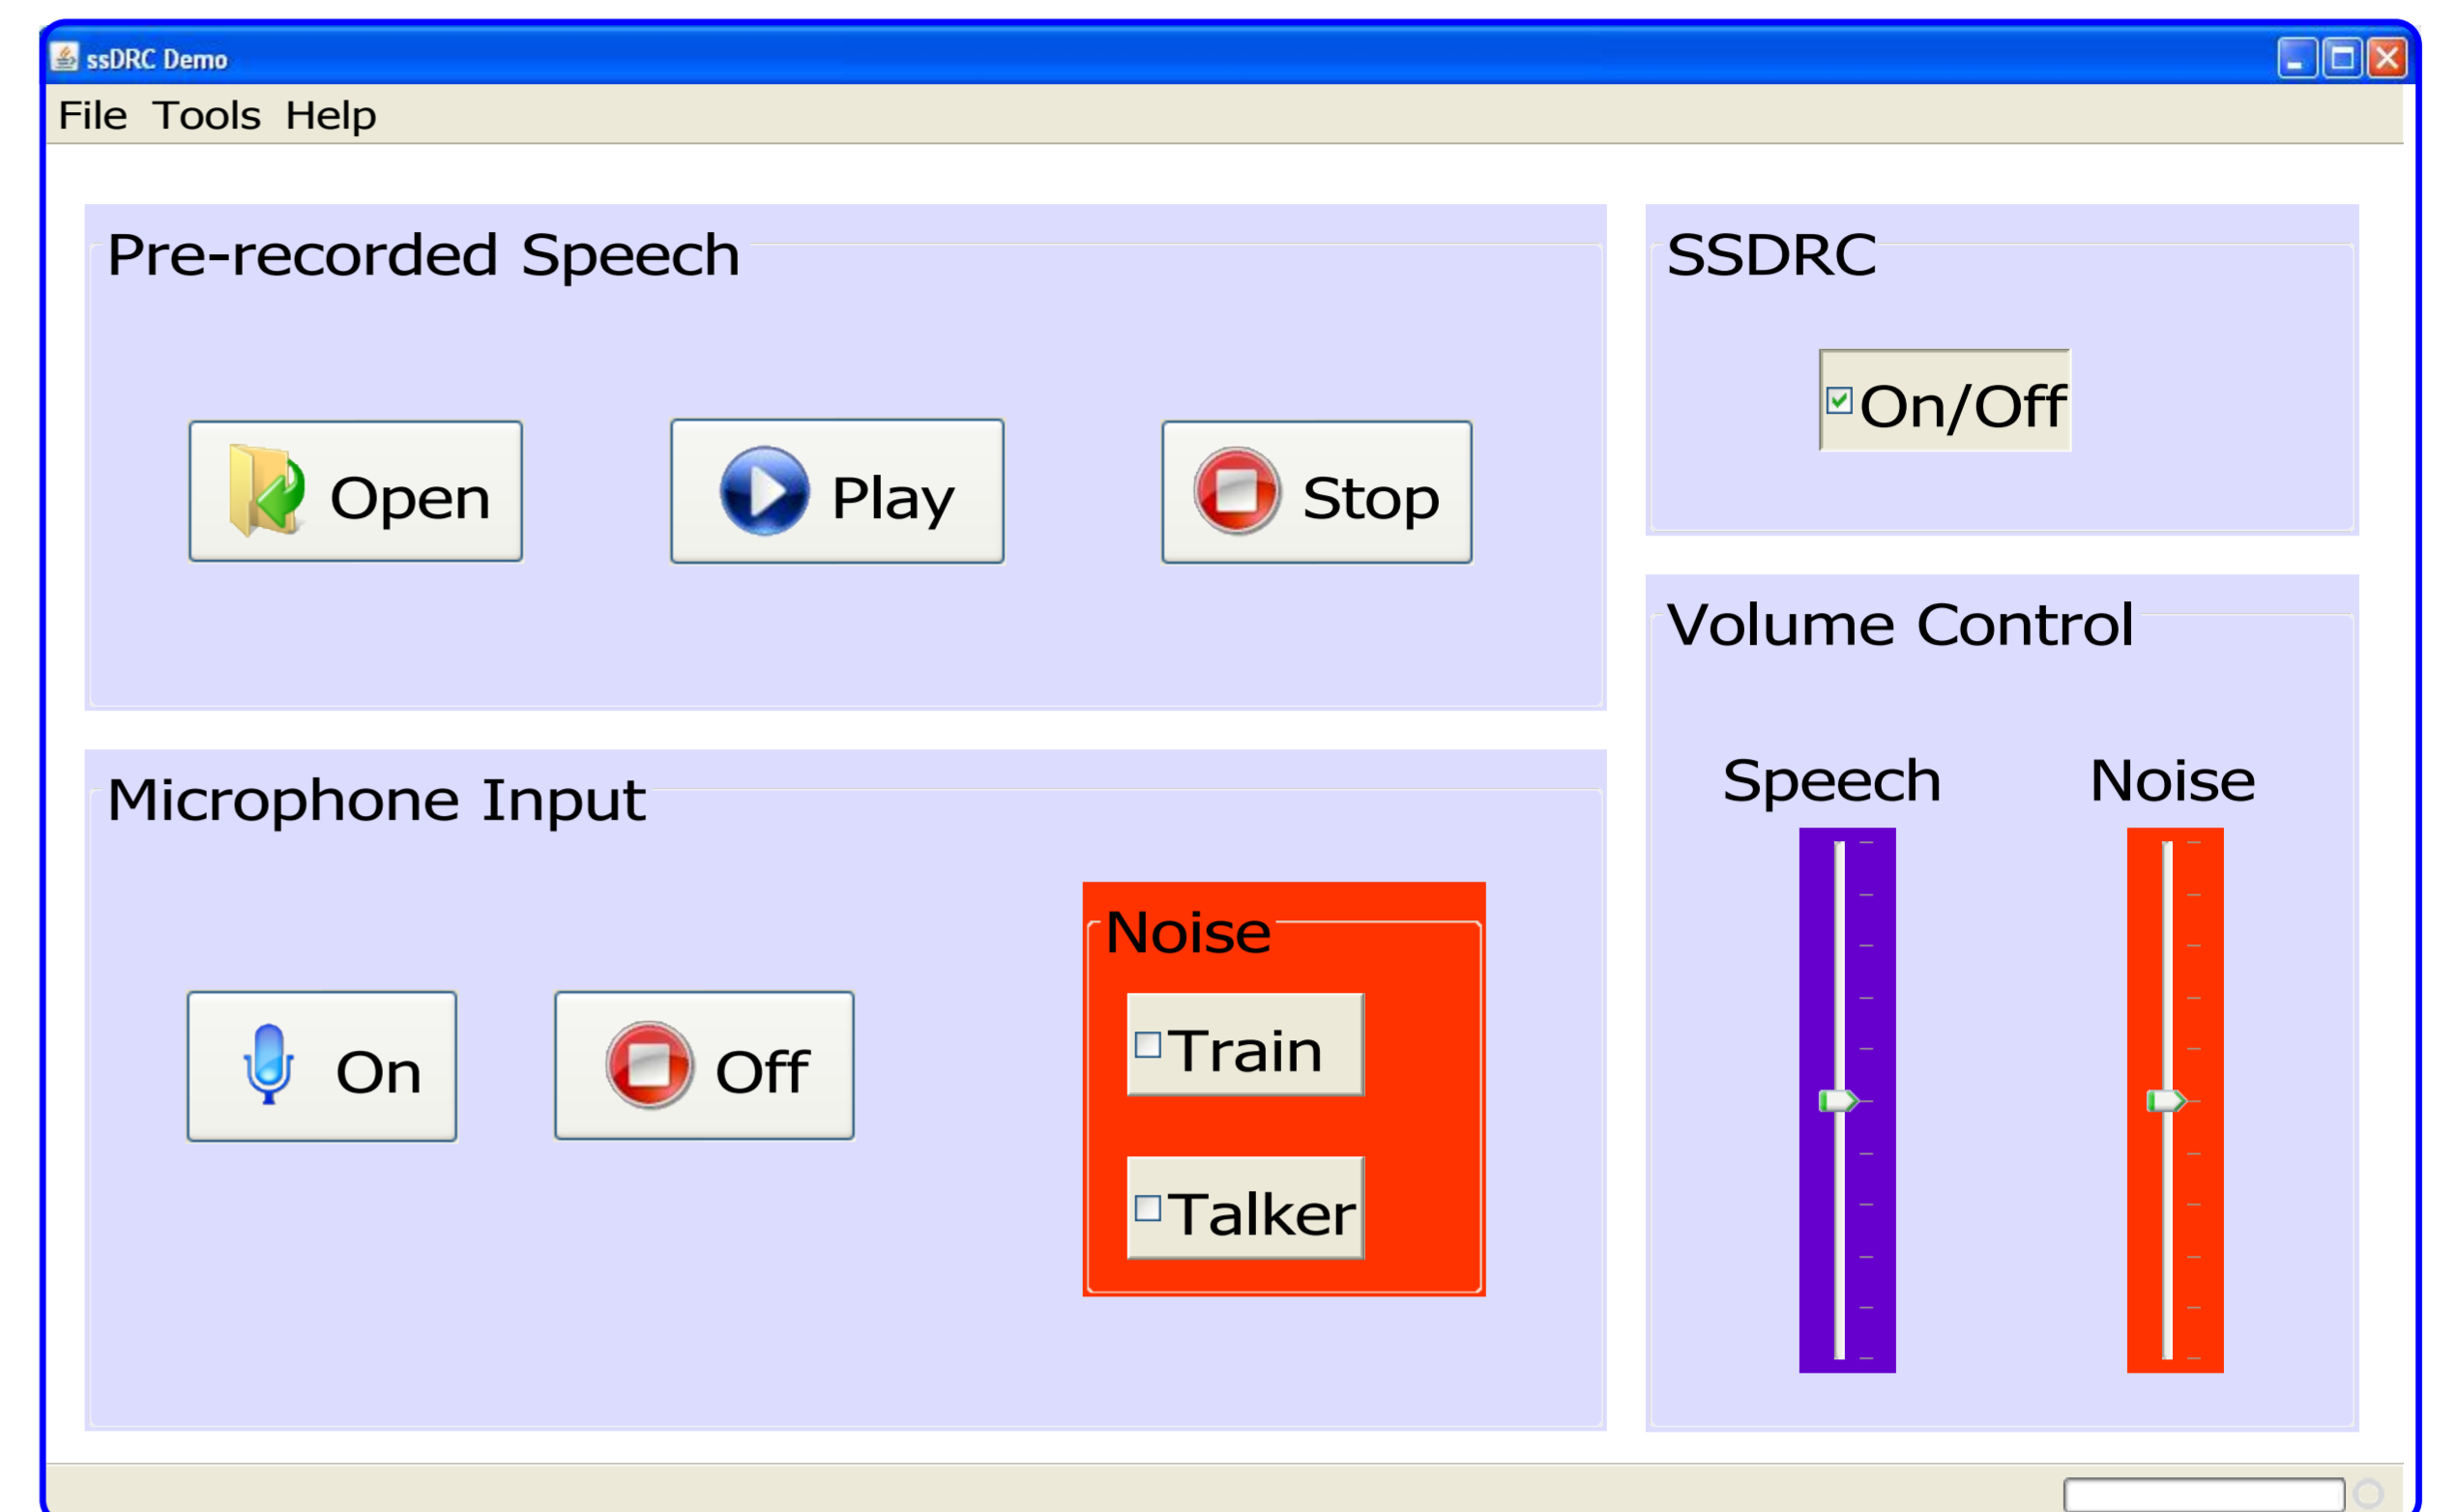 ssDRC Demo
File Tools Help
Pre-recorded Speech
Open Play Stop
SSDRC
On/Off
Microphone Input
On Off
Noise
Train
Talker
Volume Control
Speech Noise